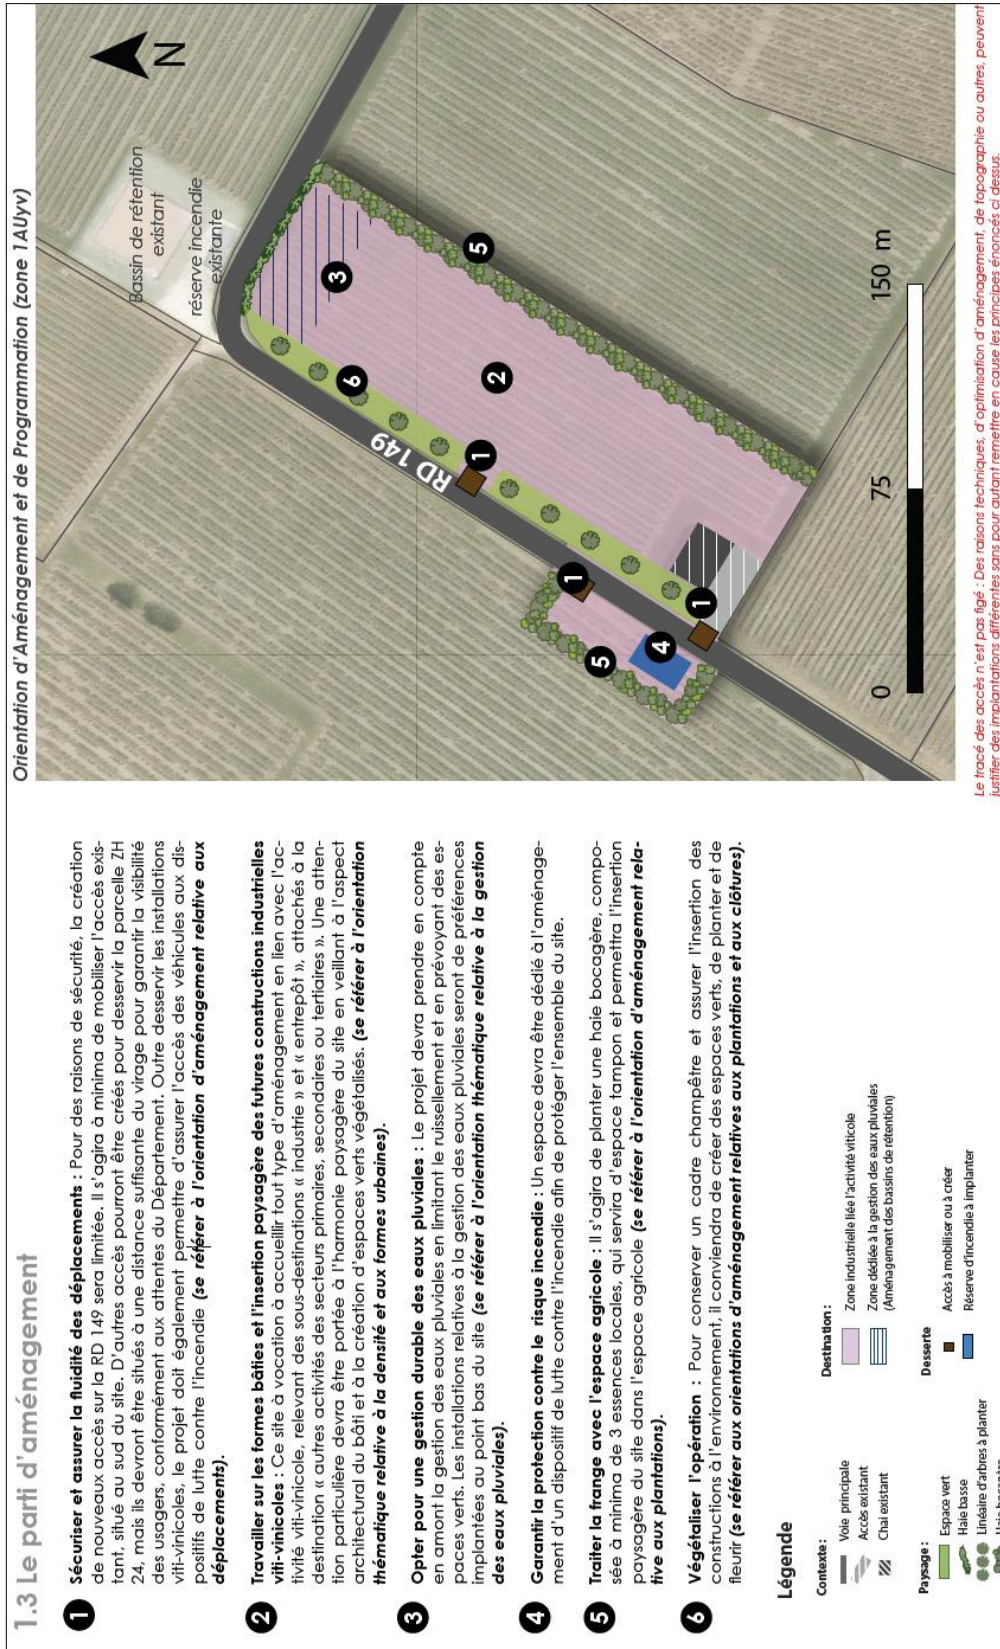 1.3 Le parti d'aménagement
1
Sécuriser et assurer la fluidité des déplacements : Pour des raisons de sécurité, la création
de nouveaux accès sur la RD 149 sera limitée. Il s'agira à minima de mobiliser l'accès exis-
tant, situé au sud du site. D'autres accès pourront être créés pour desservir la parcelle ZH
24, mais ils devront être situés à une distance suffisante du virage pour garantir la visibilité
des usagers, conformément aux attentes du Département. Outre desservir les installations
viti-vinicoles, le projet doit également permettre d'assurer l'accès des véhicules aux dis-
positifs de lutte contre l'incendie (se référer à l'orientation d'aménagement relative aux
déplacements).
2
Travailler sur les formes bâties et l'insertion paysagère des futures constructions industrielles
viti-vinicoles : Ce site à vocation à accueillir tout type d'aménagement en lien avec l'ac-
tivité viti-vinicole, relevant des sous-destinations « industrie » et « entrepôt », attachés à la
destination « autres activités des secteurs primaires, secondaires ou tertiaires ». Une atten-
tion particulière devra être portée à l'harmonie paysagère du site en veillant à l'aspect
architectural du bâti et à la création d'espaces verts végétalisés. (se référer à l'orientation
thématique relative à la densité et aux formes urbaines).
3
Opter pour une gestion durable des eaux pluviales : Le projet devra prendre en compte
en amont la gestion des eaux pluviales en limitant le ruissellement et en prévoyant des es-
paces verts. Les installations relatives à la gestion des eaux pluviales seront de préférences
implantées au point bas du site (se référer à l'orientation thématique relative à la gestion
des eaux pluviales).
4
Garantir la protection contre le risque incendie : Un espace devra être dédié à l'aménage-
ment d'un dispositif de lutte contre l'incendie afin de protéger l'ensemble du site.
5
Traiter la frange avec l'espace agricole : Il s'agira de planter une haie bocagère, compo-
sée à minima de 3 essences locales, qui servira d'espace tampon et permettra l'insertion
paysagère du site dans l'espace agricole (se référer à l'orientation d'aménagement rela-
tive aux plantations).
6
Végétaliser l'opération : Pour conserver un cadre champêtre et assurer l'insertion des
constructions à l'environnement, il conviendra de créer des espaces verts, de planter et de
fleurir (se référer aux orientations d'aménagement relatives aux plantations et aux clôtures).
Légende
Contexte :
Voie principale
Accès existant
Chai existant
Paysage :
Espace vert
Haie basse
Linéaire d'arbres à planter
Destination :
Zone industrielle liée l'activité viticole
Zone dédiée à la gestion des eaux pluviales
(Aménagement des bassins de rétention)
Desserte
Accès à mobiliser ou à créer
Réserve d'incendie à implanter
Orientation d'Aménagement et de Programmation (zone 1AUyv)
N
Bassin de rétention
existant
réserve incendie
existante
RD 149
3
5
6
2
1
1
1
5
4
0
75
150 m
Le tracé des accès n'est pas figé : Des raisons techniques, d'optimisation d'aménagement, de topographie ou autres, peuvent
justifier des implantations différentes sans pour autant remettre en cause les principes énoncés ci dessus.